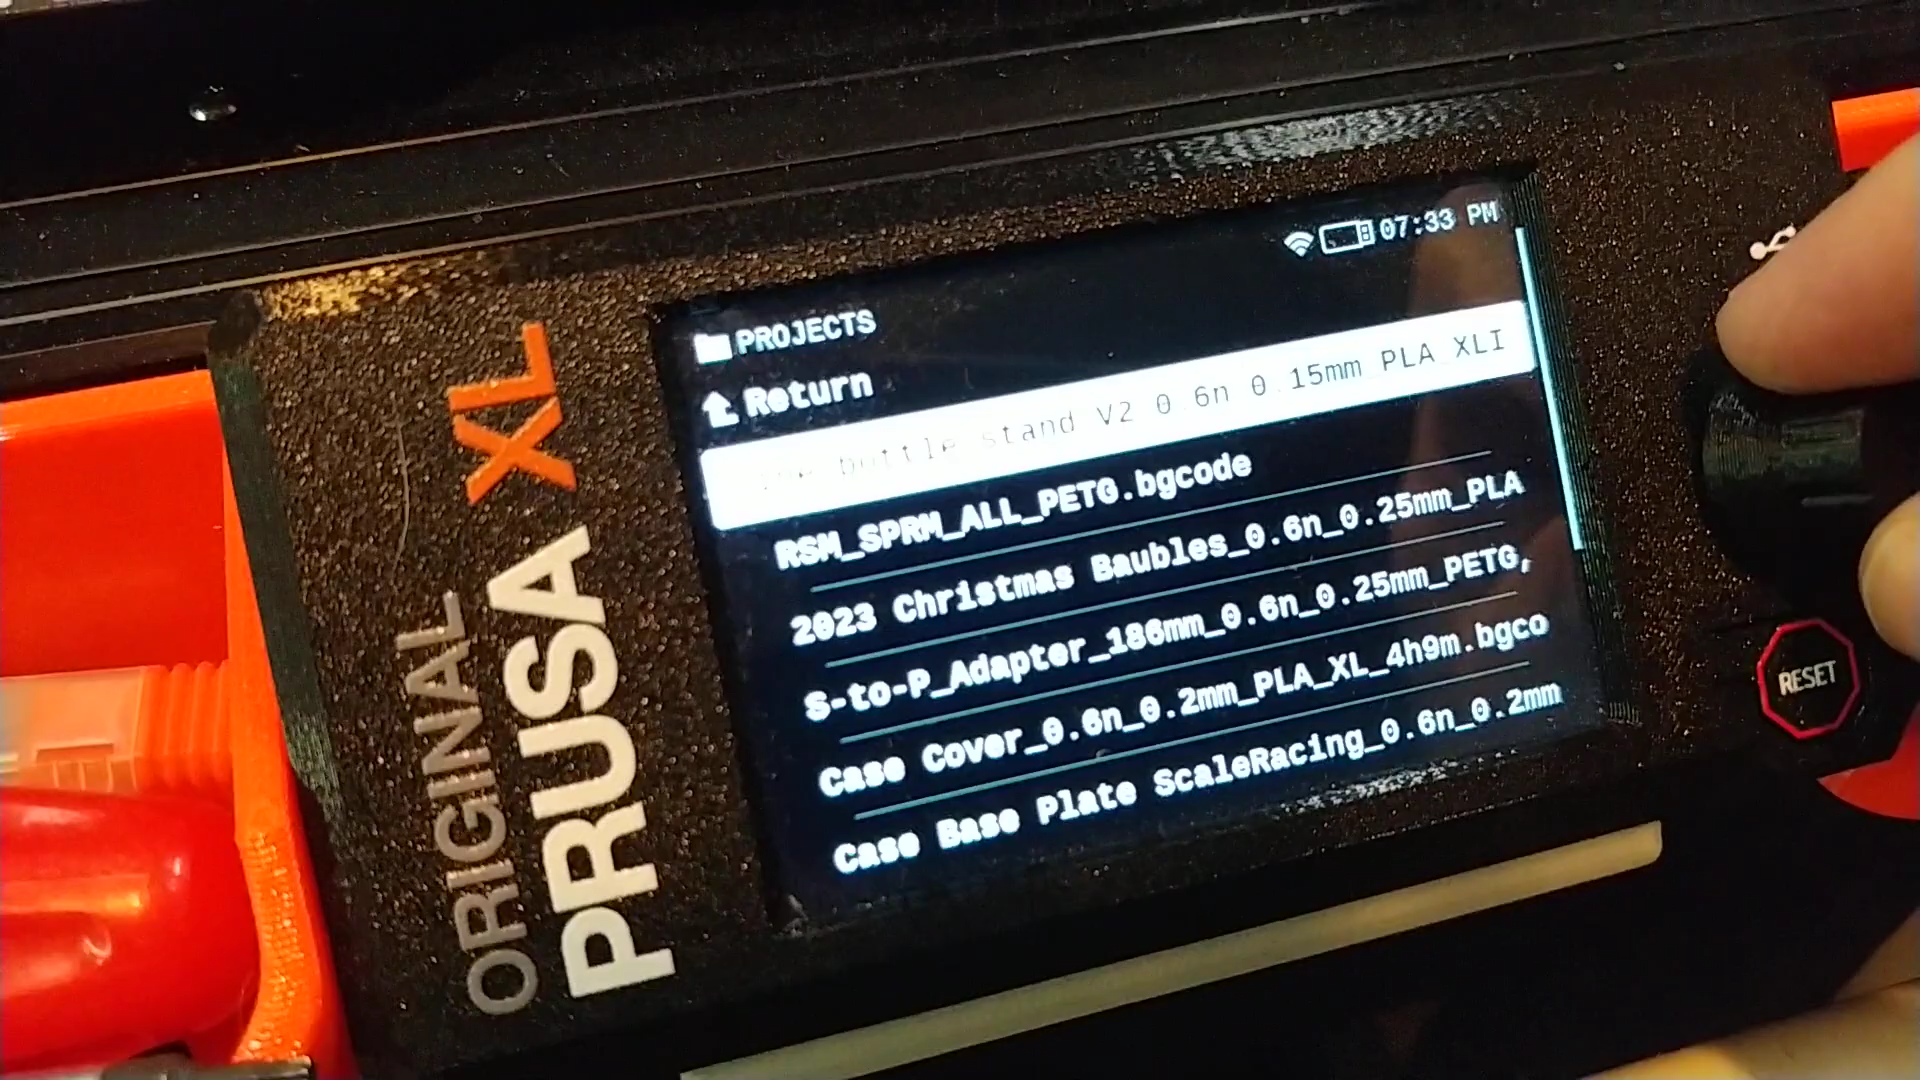 ORIGINAL
PRUSA XL
07:33 PM
PROJECTS
Return
bottle stand V2 0.6n 0.15mm PLA XLI
RSM_SPRM_ALL_PETG.bgcode
2023 Christmas Baubles_0.6n_0.25mm_PLA
S-to-P_Adapter_186mm_0.6n_0.25mm_PETG,
Case Cover_0.6n_0.2mm_PLA_XL_4h9m.bgco
Case Base Plate ScaleRacing_0.6n_0.2mm
RESET